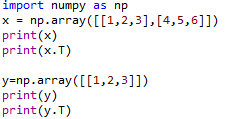 import numpy as np
x = np.array([[1,2,3],[4,5,6]])
print(x)
print(x.T)
y=np.array([[1,2,3]])
print(y)
print(y.T)